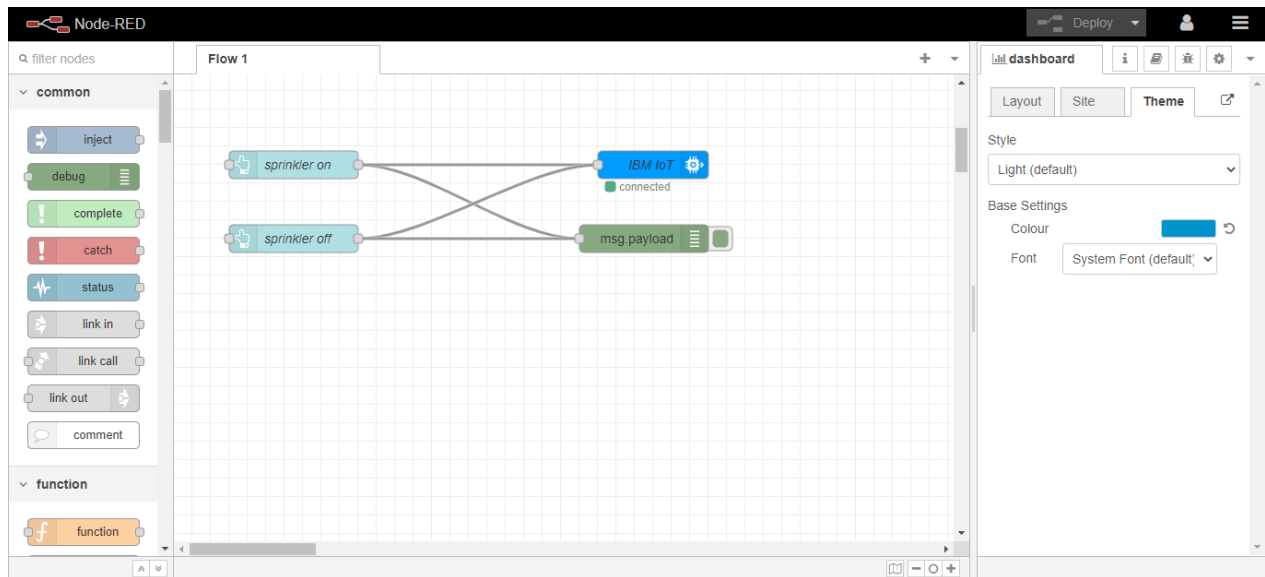 Node-RED
Deploy
filter nodes
Flow 1
dashboard
i
common
Layout
Site
Theme
inject
Style
debug
sprinkler on
IBM IoT
Light (default)
connected
complete
Base Settings
Colour
catch
sprinkler off
msg.payload
Font
System Font (default)
status
link in
link call
link out
comment
function
f
function